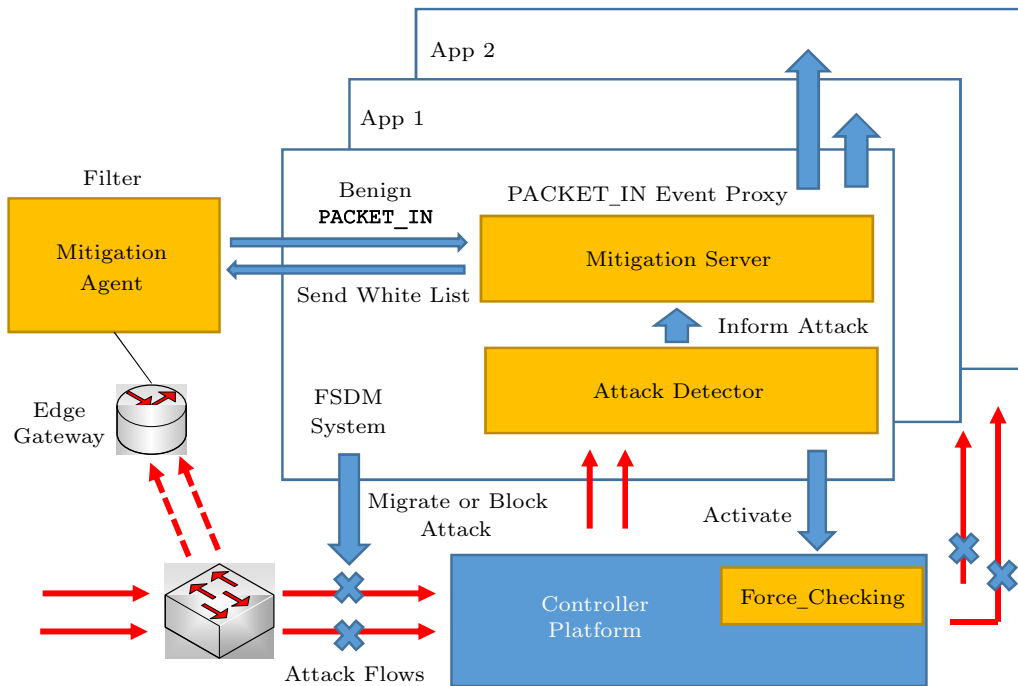 App 2
App 1
Filter
Benign
PACKET_IN
PACKET_IN Event Proxy
Mitigation
Agent
Mitigation Server
Send White List
Inform Attack
Attack Detector
FSDM
System
Edge
Gateway
Migrate or Block
Attack
Activate
Controller
Platform
Force_Checking
Attack Flows